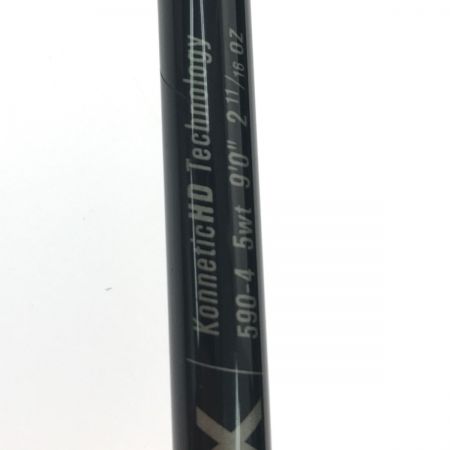 X
KonneticHD Technology
590-4 5wt 9'0" 2 11/16 OZ